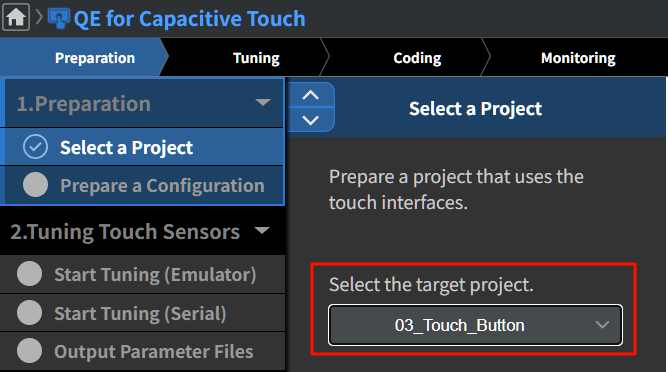 QE for Capacitive Touch
Preparation
Tuning
Coding
Monitoring
1.Preparation
Select a Project
Prepare a Configuration
2.Tuning Touch Sensors
Start Tuning (Emulator)
Start Tuning (Serial)
Output Parameter Files
Select a Project
Prepare a project that uses the
touch interfaces.
Select the target project.
03_Touch_Button